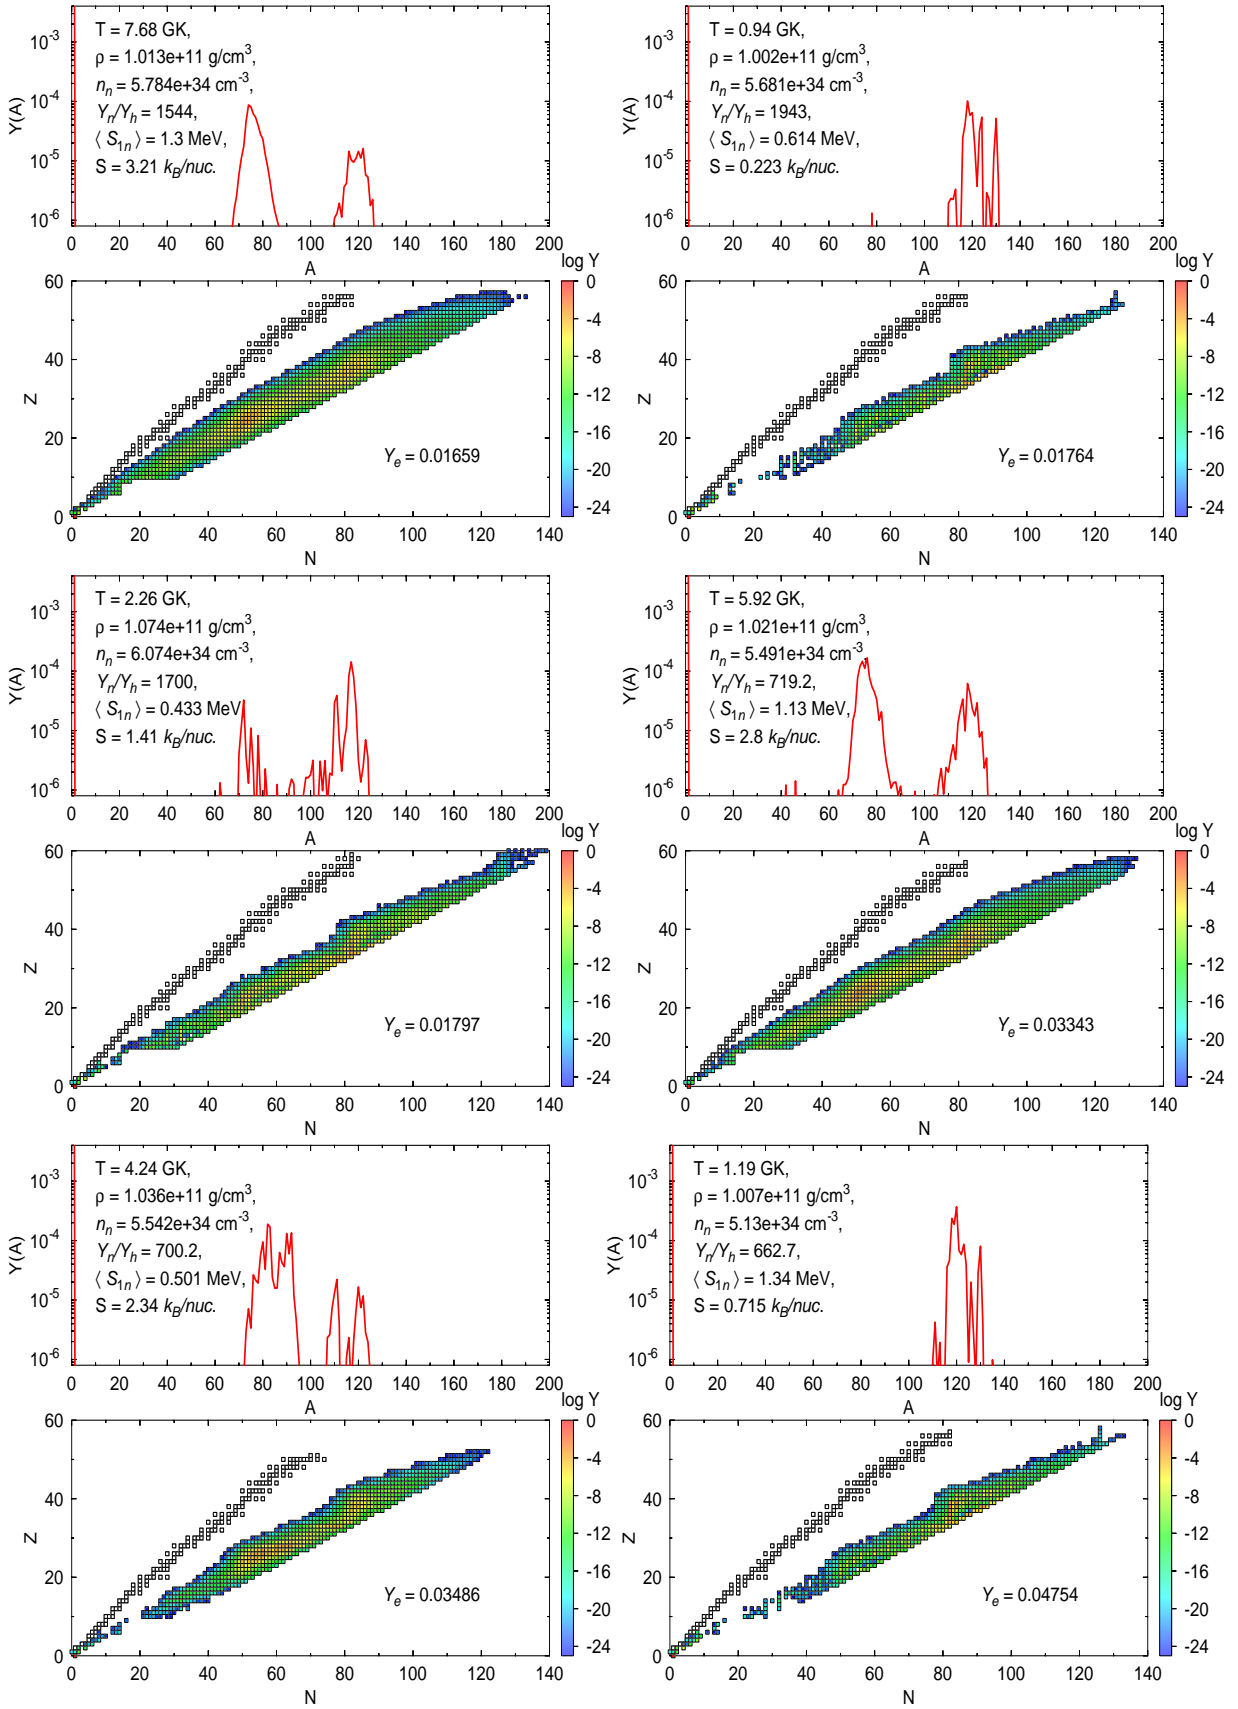 T = 7.68 GK,
ρ = 1.013e+11 g/cm³,
nₙ = 5.784e+34 cm⁻³,
Yₙ/Yₕ = 1544,
⟨ S₁ₙ ⟩ = 1.3 MeV,
S = 3.21 k_B/nuc.
Y(A)
10⁻³
10⁻⁴
10⁻⁵
10⁻⁶
0 20 40 60 80 100 120 140 160 180 200
A
log Y
Z
60
40
20
0
0 20 40 60 80 100 120 140
N
Yₑ = 0.01659
0
-4
-8
-12
-16
-20
-24
T = 0.94 GK,
ρ = 1.002e+11 g/cm³,
nₙ = 5.681e+34 cm⁻³,
Yₙ/Yₕ = 1943,
⟨ S₁ₙ ⟩ = 0.614 MeV,
S = 0.223 k_B/nuc.
Y(A)
10⁻³
10⁻⁴
10⁻⁵
10⁻⁶
0 20 40 60 80 100 120 140 160 180 200
A
log Y
Z
60
40
20
0
0 20 40 60 80 100 120 140
N
Yₑ = 0.01764
0
-4
-8
-12
-16
-20
-24
T = 2.26 GK,
ρ = 1.074e+11 g/cm³,
nₙ = 6.074e+34 cm⁻³,
Yₙ/Yₕ = 1700,
⟨ S₁ₙ ⟩ = 0.433 MeV,
S = 1.41 k_B/nuc.
Y(A)
10⁻³
10⁻⁴
10⁻⁵
10⁻⁶
0 20 40 60 80 100 120 140 160 180 200
A
log Y
Z
60
40
20
0
0 20 40 60 80 100 120 140
N
Yₑ = 0.01797
0
-4
-8
-12
-16
-20
-24
T = 5.92 GK,
ρ = 1.021e+11 g/cm³,
nₙ = 5.491e+34 cm⁻³,
Yₙ/Yₕ = 719.2,
⟨ S₁ₙ ⟩ = 1.13 MeV,
S = 2.8 k_B/nuc.
Y(A)
10⁻³
10⁻⁴
10⁻⁵
10⁻⁶
0 20 40 60 80 100 120 140 160 180 200
A
log Y
Z
60
40
20
0
0 20 40 60 80 100 120 140
N
Yₑ = 0.03343
0
-4
-8
-12
-16
-20
-24
T = 4.24 GK,
ρ = 1.036e+11 g/cm³,
nₙ = 5.542e+34 cm⁻³,
Yₙ/Yₕ = 700.2,
⟨ S₁ₙ ⟩ = 0.501 MeV,
S = 2.34 k_B/nuc.
Y(A)
10⁻³
10⁻⁴
10⁻⁵
10⁻⁶
0 20 40 60 80 100 120 140 160 180 200
A
log Y
Z
60
40
20
0
0 20 40 60 80 100 120 140
N
Yₑ = 0.03486
0
-4
-8
-12
-16
-20
-24
T = 1.19 GK,
ρ = 1.007e+11 g/cm³,
nₙ = 5.13e+34 cm⁻³,
Yₙ/Yₕ = 662.7,
⟨ S₁ₙ ⟩ = 1.34 MeV,
S = 0.715 k_B/nuc.
Y(A)
10⁻³
10⁻⁴
10⁻⁵
10⁻⁶
0 20 40 60 80 100 120 140 160 180 200
A
log Y
Z
60
40
20
0
0 20 40 60 80 100 120 140
N
Yₑ = 0.04754
0
-4
-8
-12
-16
-20
-24